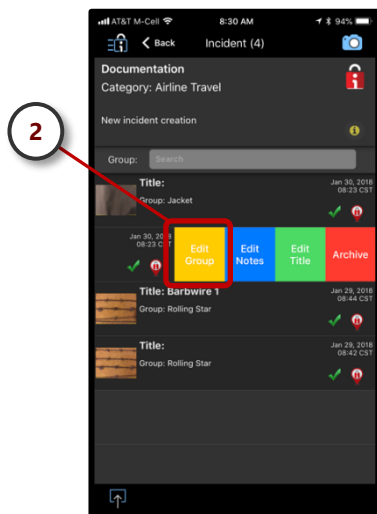 AT&T M-Cell 8:30 AM 94%
Back Incident (4)
Documentation
Category: Airline Travel
New incident creation
Group: Search
Title: Jan 30, 2018
08:23 CST
Group: Jacket
2
Jan 30, 20 8
08:23 C T
Edit Group
Edit Notes
Edit Title
Archive
Title: Barbwire 1 Jan 29, 2018
08:44 CST
Group: Rolling Star
Title: Jan 29, 2018
08:42 CST
Group: Rolling Star